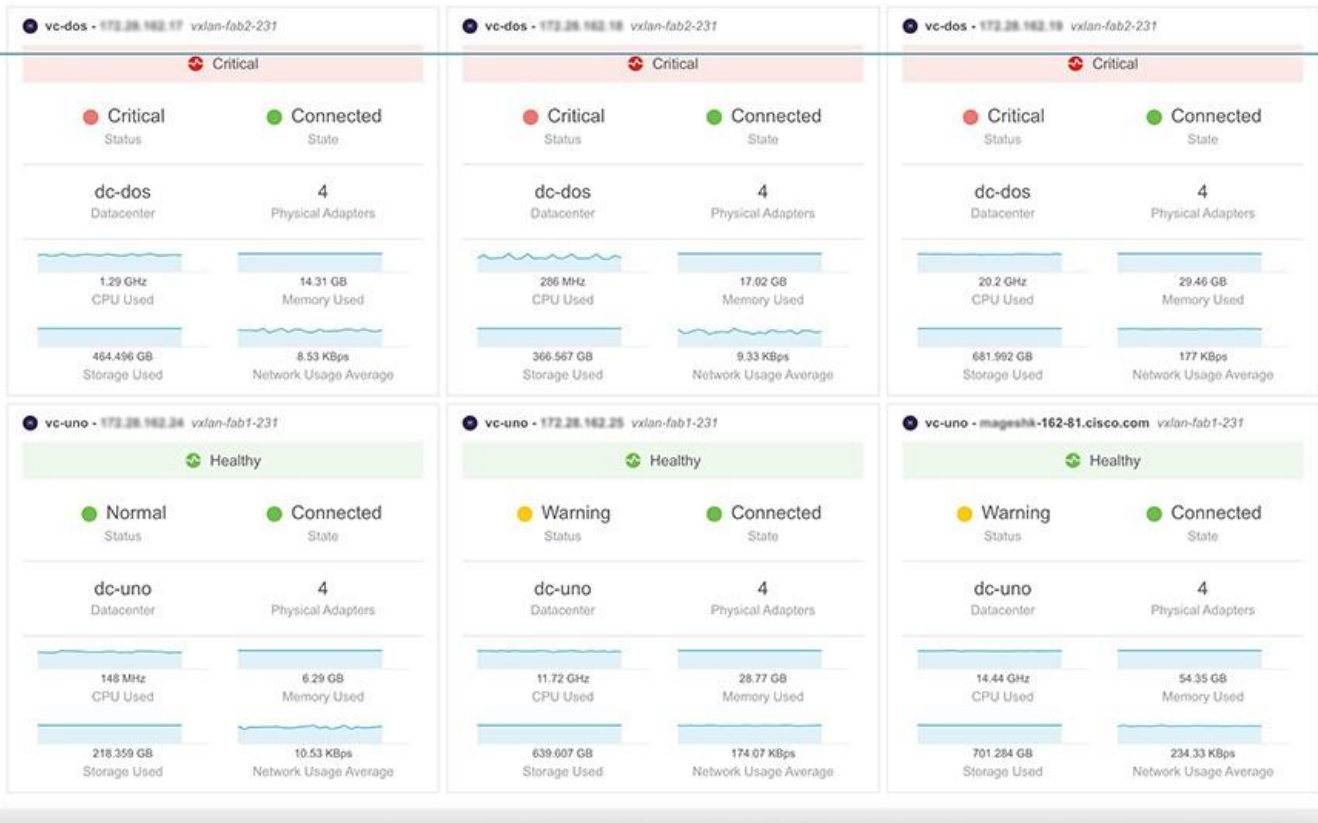 vc-dos - vxlan-fab2-231
Critical
Critical Connected
Status State
dc-dos 4
Datacenter Physical Adapters
1.29 GHz 14.31 GB
CPU Used Memory Used
464.496 GB 8.53 KBps
Storage Used Network Usage Average
vc-dos - vxlan-fab2-231
Critical
Critical Connected
Status State
dc-dos 4
Datacenter Physical Adapters
286 MHz 17.02 GB
CPU Used Memory Used
366.567 GB 9.33 KBps
Storage Used Network Usage Average
vc-dos - vxlan-fab2-231
Critical
Critical Connected
Status State
dc-dos 4
Datacenter Physical Adapters
20.2 GHz 29.46 GB
CPU Used Memory Used
681.992 GB 177 KBps
Storage Used Network Usage Average
vc-uno - vxlan-fab1-231
Healthy
Normal Connected
Status State
dc-uno 4
Datacenter Physical Adapters
148 MHz 6.29 GB
CPU Used Memory Used
218.359 GB 10.53 KBps
Storage Used Network Usage Average
vc-uno - vxlan-fab1-231
Healthy
Warning Connected
Status State
dc-uno 4
Datacenter Physical Adapters
11.72 GHz 28.77 GB
CPU Used Memory Used
639.607 GB 174.07 KBps
Storage Used Network Usage Average
vc-uno - -162-81.cisco.com vxlan-fab1-231
Healthy
Warning Connected
Status State
dc-uno 4
Datacenter Physical Adapters
14.44 GHz 54.35 GB
CPU Used Memory Used
701.284 GB 234.33 KBps
Storage Used Network Usage Average